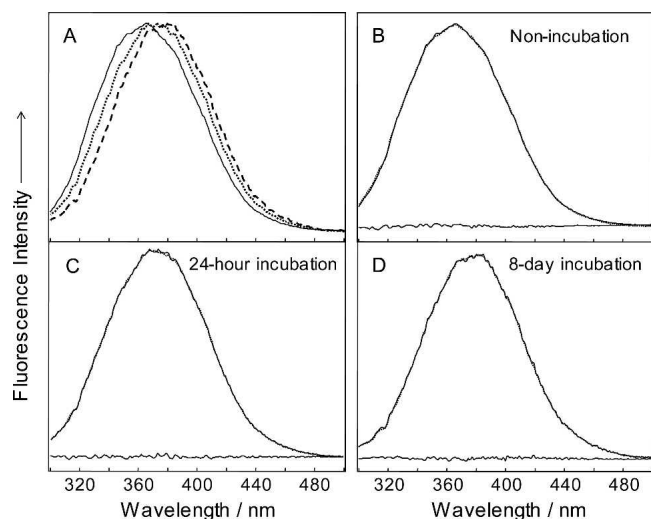 A
B
Non-incubation
Fluorescence Intensity
C
24-hour incubation
D
8-day incubation
320 360 400 440 480
320 360 400 440 480
Wavelength / nm
Wavelength / nm